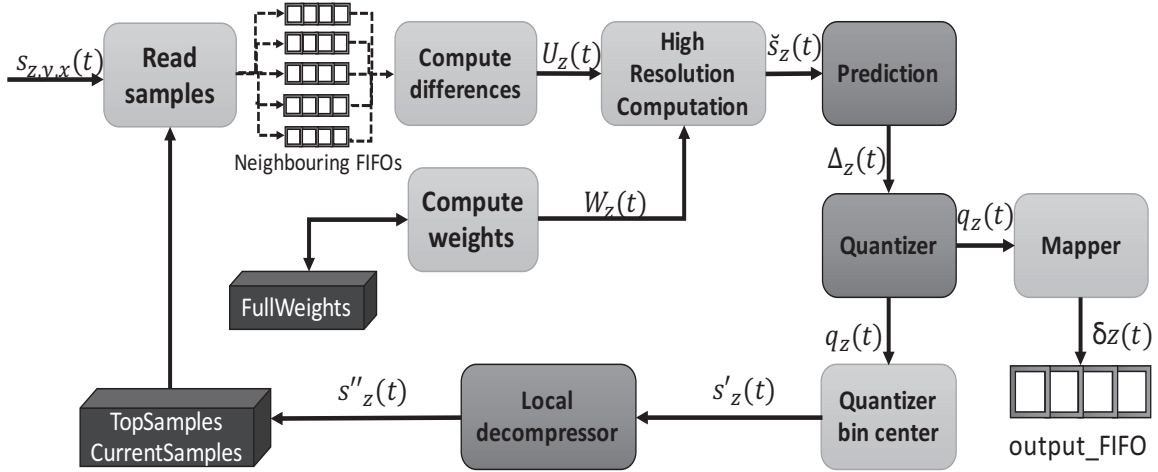 s_{z,y,x}(t)
Read
samples
Neighbouring FIFOs
Compute
differences
U_z(t)
High
Resolution
Computation
s̆_z(t)
Prediction
Δ_z(t)
Compute
weights
W_z(t)
FullWeights
Quantizer
q_z(t)
Mapper
q_z(t)
δz(t)
TopSamples
CurrentSamples
s''_z(t)
Local
decompressor
s'_z(t)
Quantizer
bin center
output_FIFO